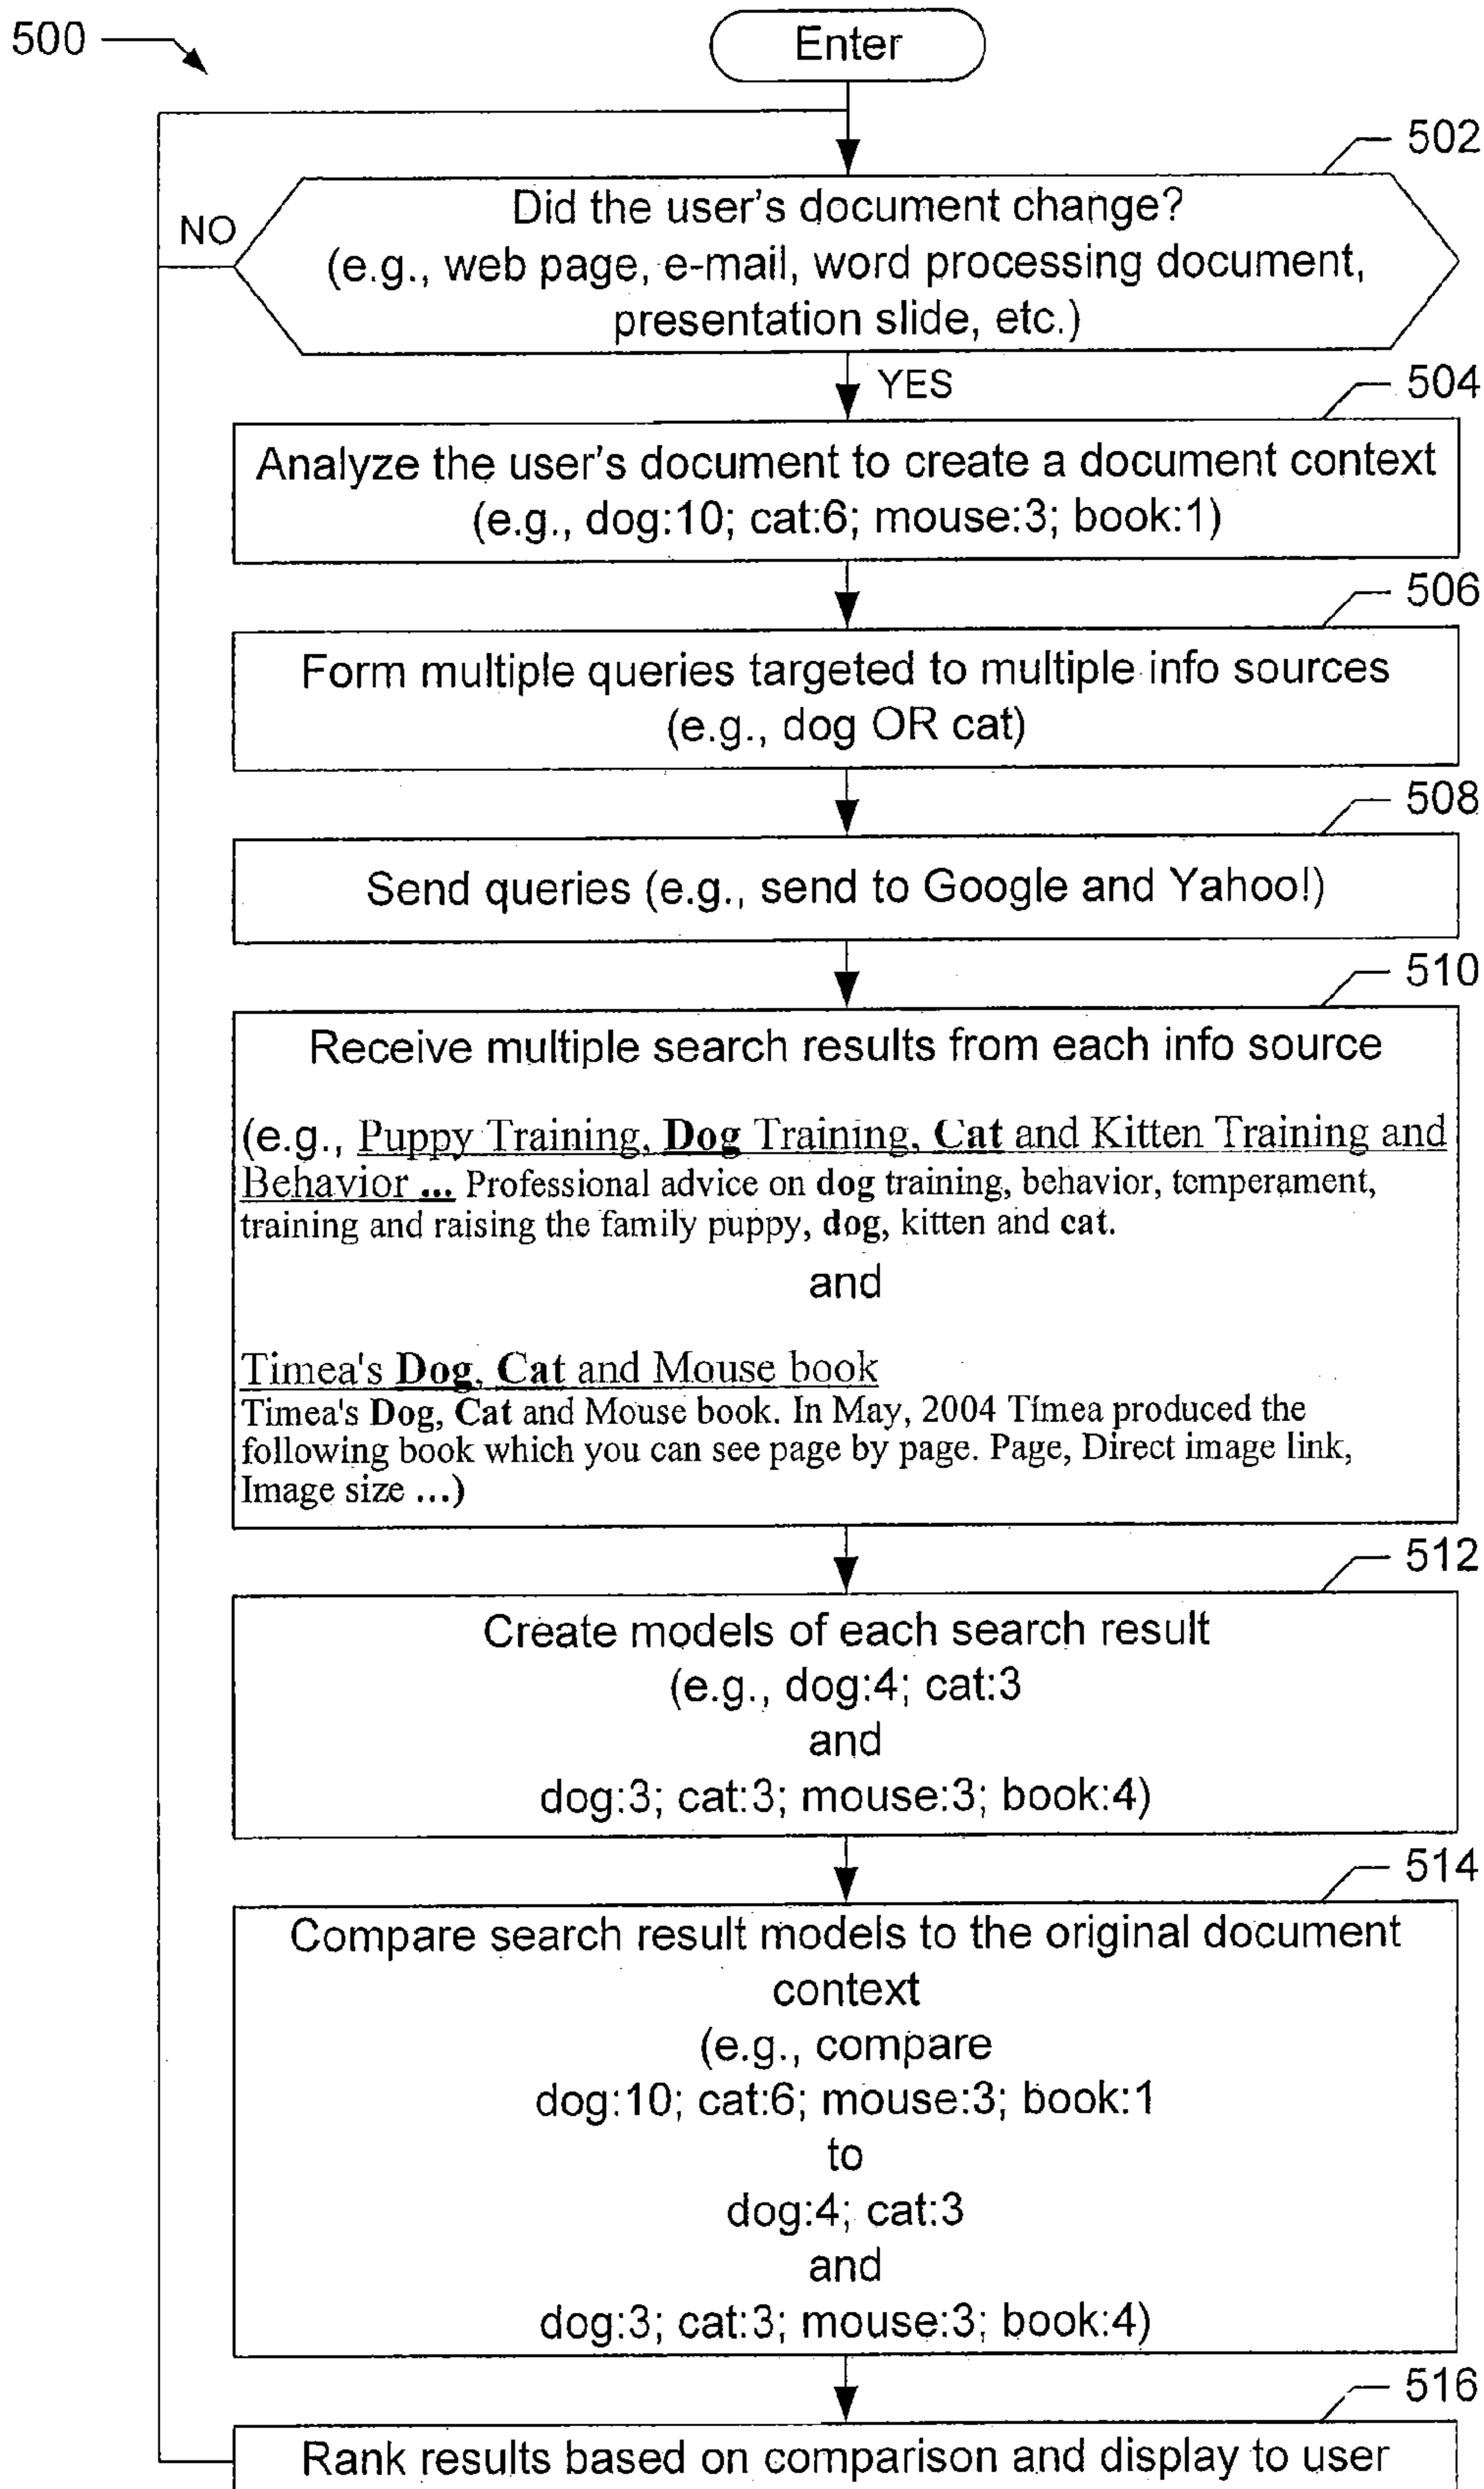 500
Enter
502
Did the user's document change?
NO
(e.g., web page, e-mail, word processing document,
presentation slide, etc.)
YES
504
Analyze the user's document to create a document context
(e.g., dog:10; cat:6; mouse:3; book:1)
506
Form multiple queries targeted to multiple info sources
(e.g., dog OR cat)
508
Send queries (e.g., send to Google and Yahoo!)
510
Receive multiple search results from each info source
(e.g., Puppy Training, Dog Training, Cat and Kitten Training and
Behavior ... Professional advice on dog training, behavior, temperament,
training and raising the family puppy, dog, kitten and cat.
and
Timea's Dog, Cat and Mouse book
Timea's Dog, Cat and Mouse book. In May, 2004 Timea produced the
following book which you can see page by page. Page, Direct image link,
Image size ...)
512
Create models of each search result
(e.g., dog:4; cat:3
and
dog:3; cat:3; mouse:3; book:4)
514
Compare search result models to the original document
context
(e.g., compare
dog:10; cat:6; mouse:3; book:1
to
dog:4; cat:3
and
dog:3; cat:3; mouse:3; book:4)
516
Rank results based on comparison and display to user